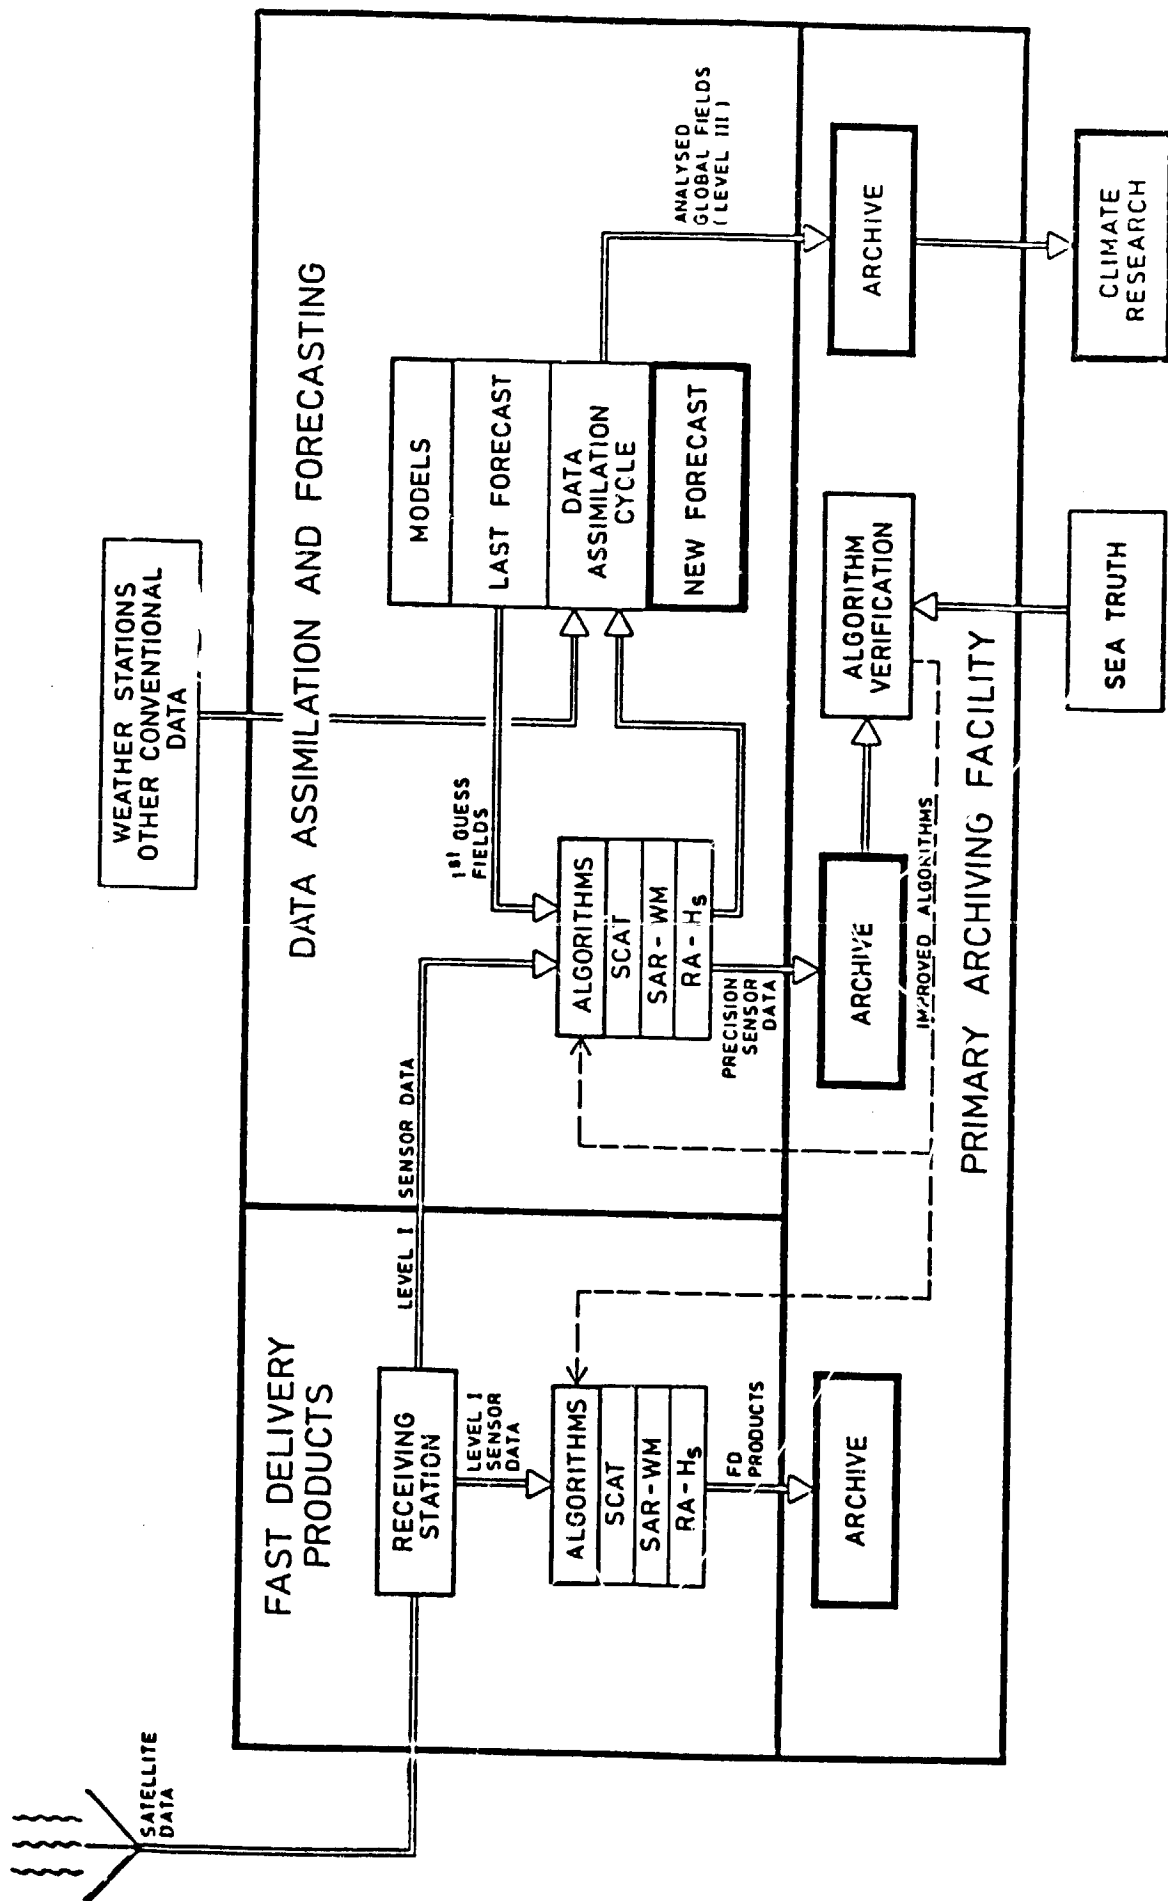 SATELLITE
DATA
FAST DELIVERY
PRODUCTS
RECEIVING
STATION
LEVEL I SENSOR DATA
LEVEL I
SENSOR
DATA
ALGORITHMS
SCAT
SAR-WM
RA-Hs
FD
PRODUCTS
ARCHIVE
WEATHER STATIONS
OTHER CONVENTIONAL
DATA
DATA ASSIMILATION AND FORECASTING
1st GUESS
FIELDS
ALGORITHMS
SCAT
SAR-WM
RA-Hs
PRECISION
SENSOR
DATA
MODELS
LAST FORECAST
DATA
ASSIMILATION
CYCLE
NEW FORECAST
ANALYSED
GLOBAL FIELDS
(LEVEL III)
ARCHIVE
IMPROVED ALGORITHMS
ALGORITHM
VERIFICATION
ARCHIVE
PRIMARY ARCHIVING FACILITY
SEA TRUTH
CLIMATE
RESEARCH